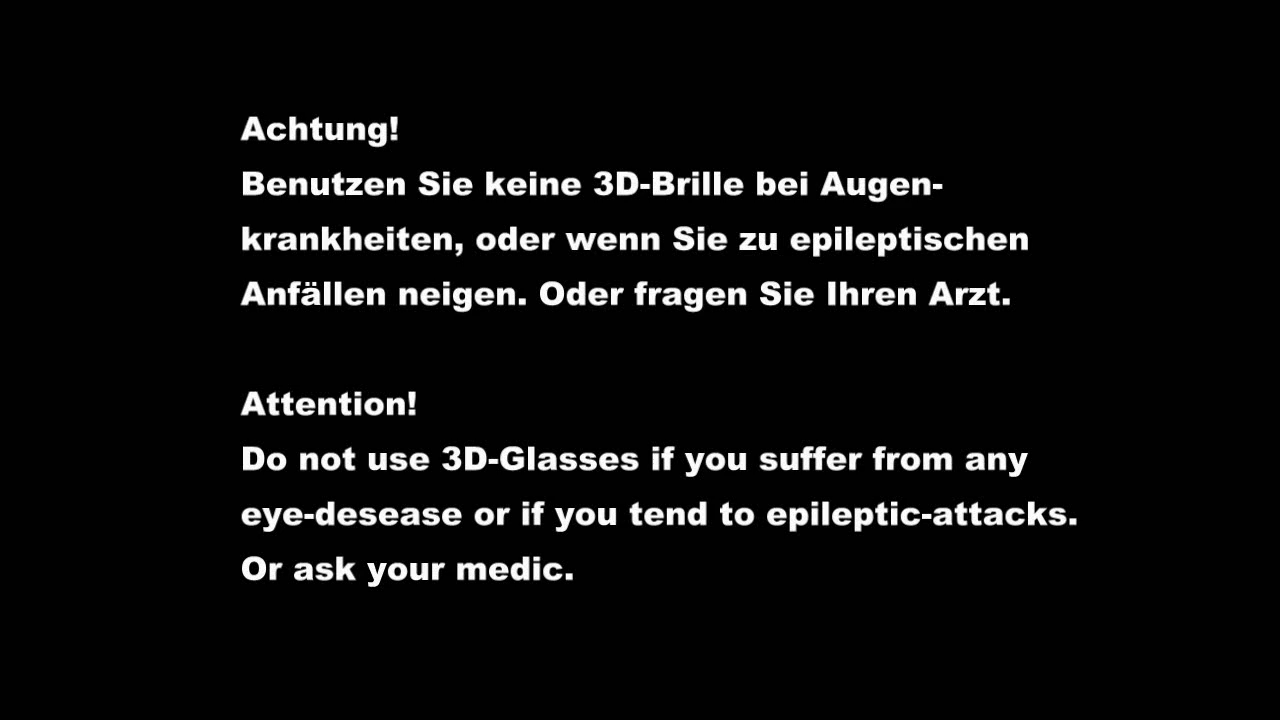 Achtung!
Benutzen Sie keine 3D-Brille bei Augen-
krankheiten, oder wenn Sie zu epileptischen
Anfällen neigen. Oder fragen Sie Ihren Arzt.
Attention!
Do not use 3D-Glasses if you suffer from any
eye-desease or if you tend to epileptic-attacks.
Or ask your medic.